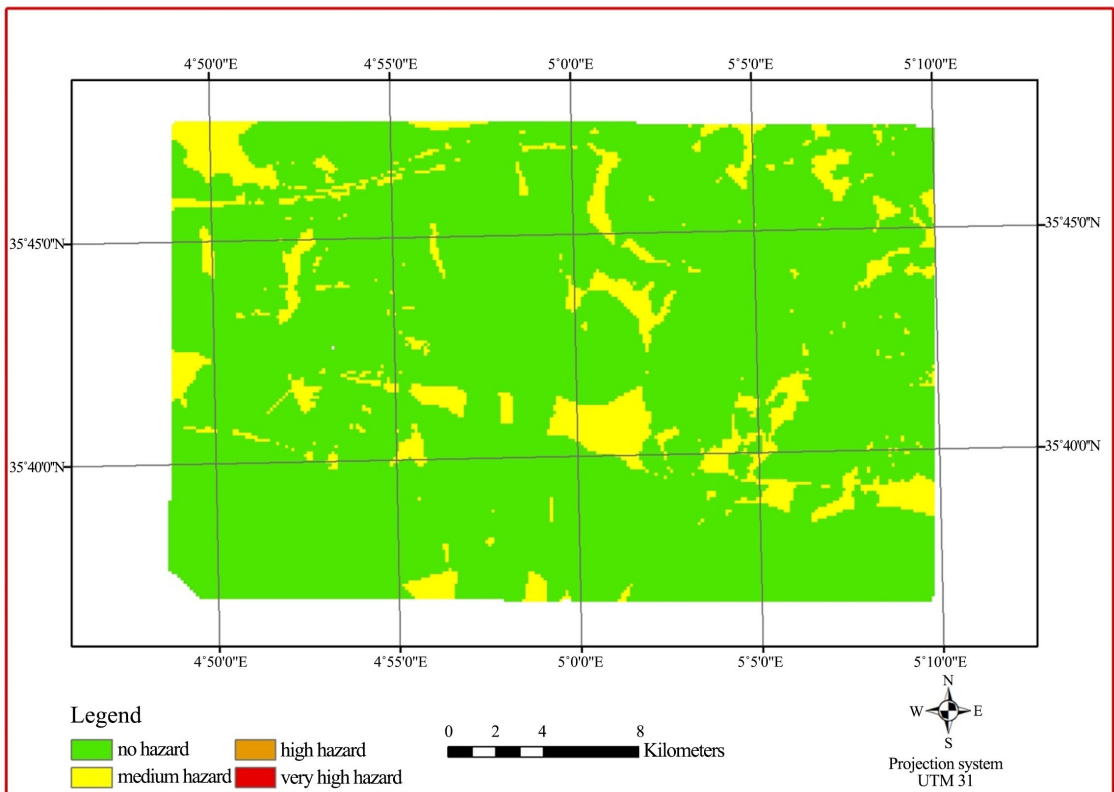 4°50'0"E 4°55'0"E 5°0'0"E 5°5'0"E 5°10'0"E
35°45'0"N 35°45'0"N
35°40'0"N 35°40'0"N
4°50'0"E 4°55'0"E 5°0'0"E 5°5'0"E 5°10'0"E
Legend
no hazard
medium hazard
high hazard
very high hazard
0 2 4 8
Kilometers
N
W E
S
Projection system
UTM 31